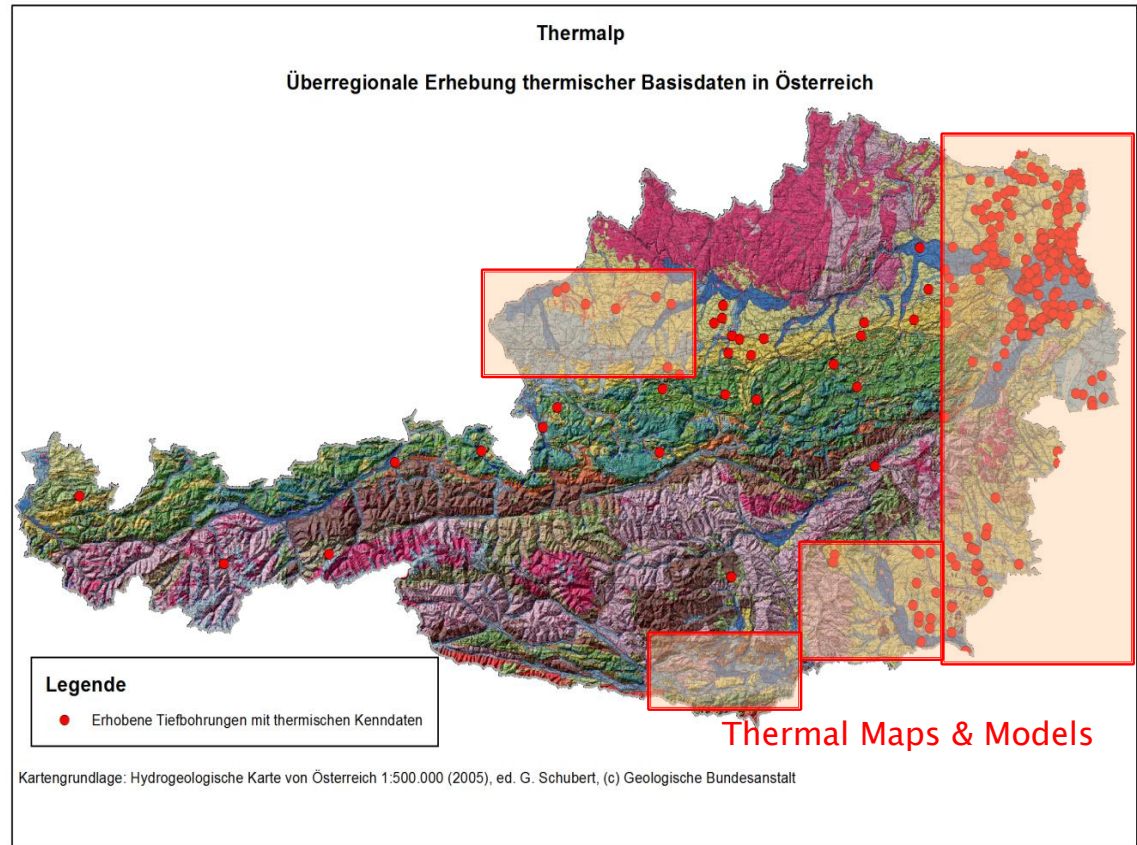 Thermalp
Überregionale Erhebung thermischer Basisdaten in Österreich
Legende
Erhobene Tiefbohrungen mit thermischen Kenndaten
Thermal Maps & Models
Kartengrundlage: Hydrogeologische Karte von Österreich 1:500.000 (2005), ed. G. Schubert, (c) Geologische Bundesanstalt